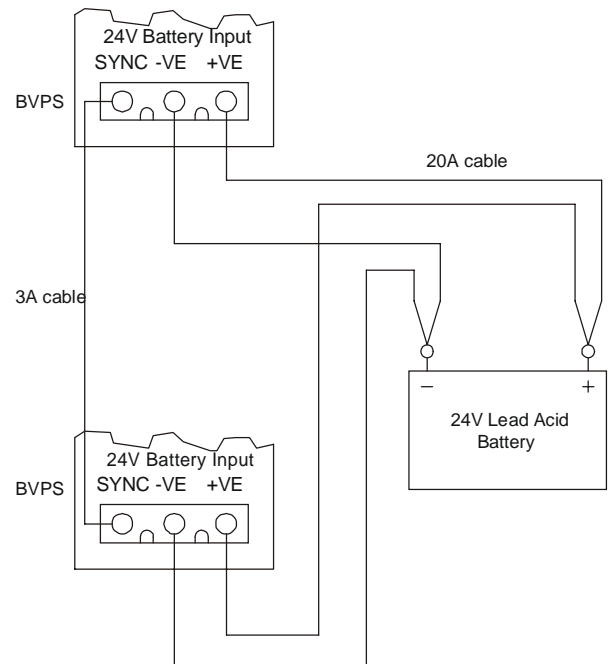 24V Battery Input
SYNC -VE +VE
BVPS
20A cable
3A cable
− +
24V Lead Acid
Battery
24V Battery Input
SYNC -VE +VE
BVPS